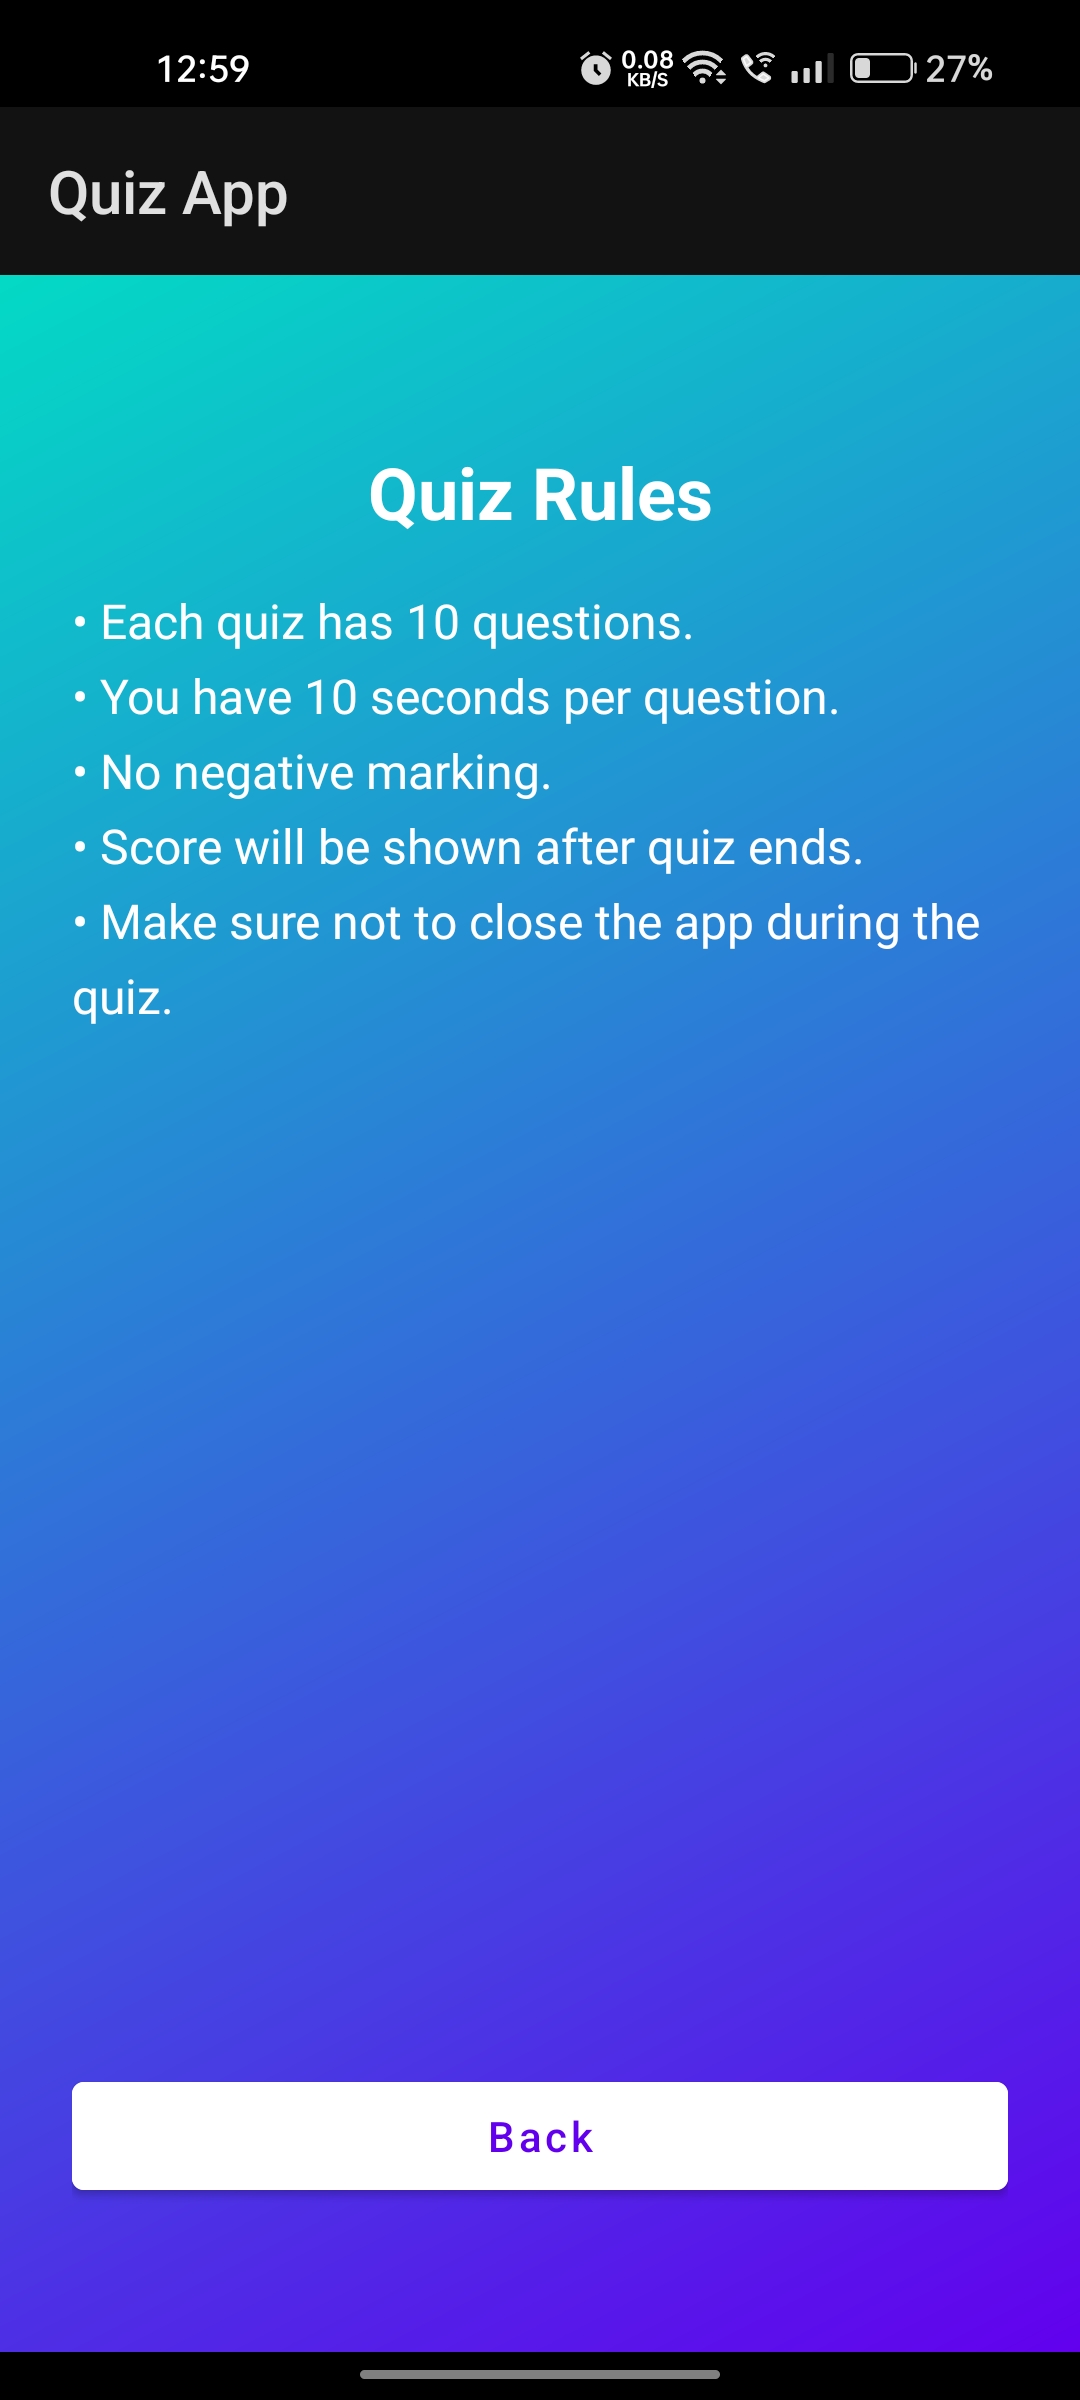 12:59
0.08
KB/S
27%
Quiz App
Quiz Rules
• Each quiz has 10 questions.
• You have 10 seconds per question.
• No negative marking.
• Score will be shown after quiz ends.
• Make sure not to close the app during the
quiz.
Back